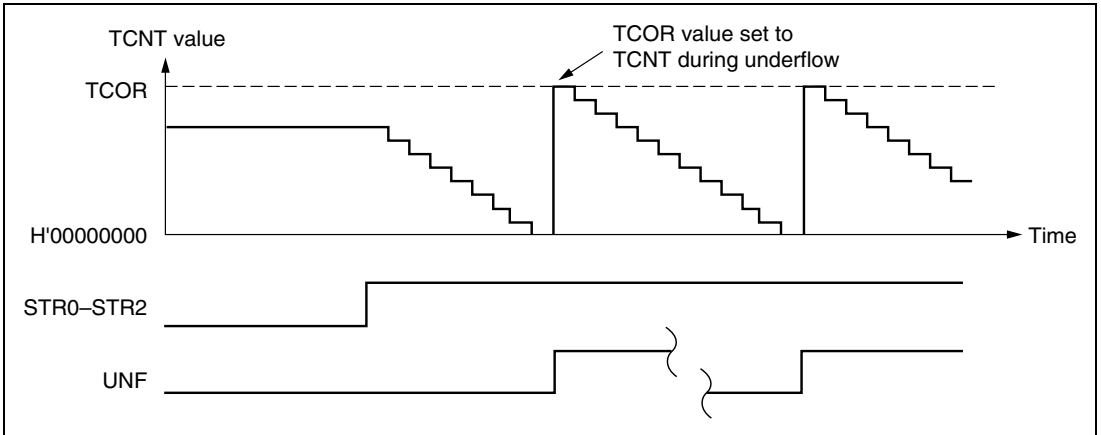 TCNT value
TCOR value set to
TCNT during underflow
TCOR
H'00000000
Time
STR0–STR2
UNF